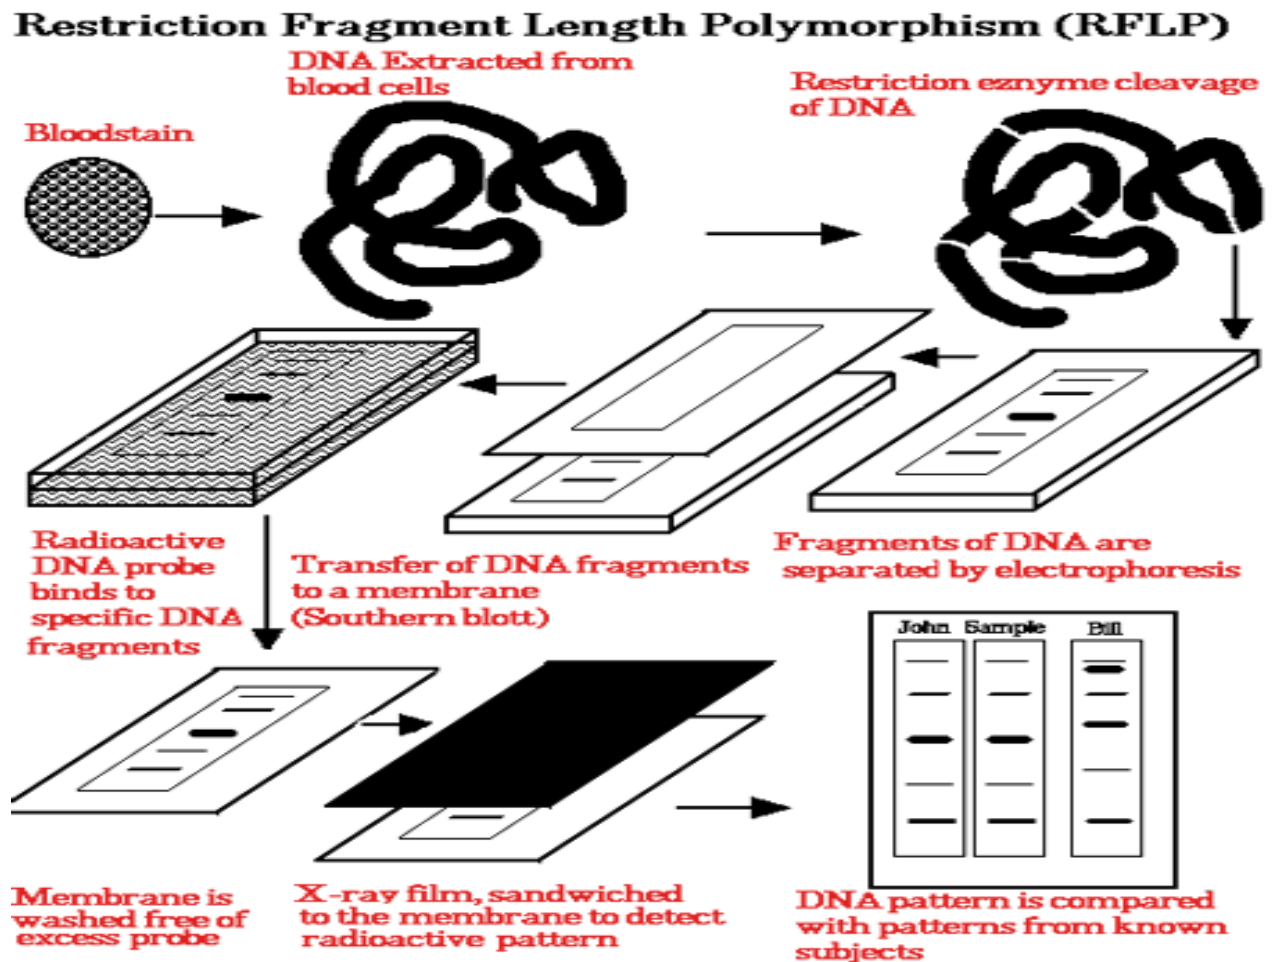 Restriction Fragment Length Polymorphism (RFLP)
DNA Extracted from
blood cells
Restriction eznyme cleavage
of DNA
Bloodstain
Radioactive
DNA probe
binds to
specific DNA
fragments
Transfer of DNA fragments
to a membrane
(Southern blott)
Fragments of DNA are
separated by electrophoresis
John Sample Bill
Membrane is
washed free of
excess probe
X-ray film, sandwiched
to the membrane to detect
radioactive pattern
DNA pattern is compared
with patterns from known
subjects